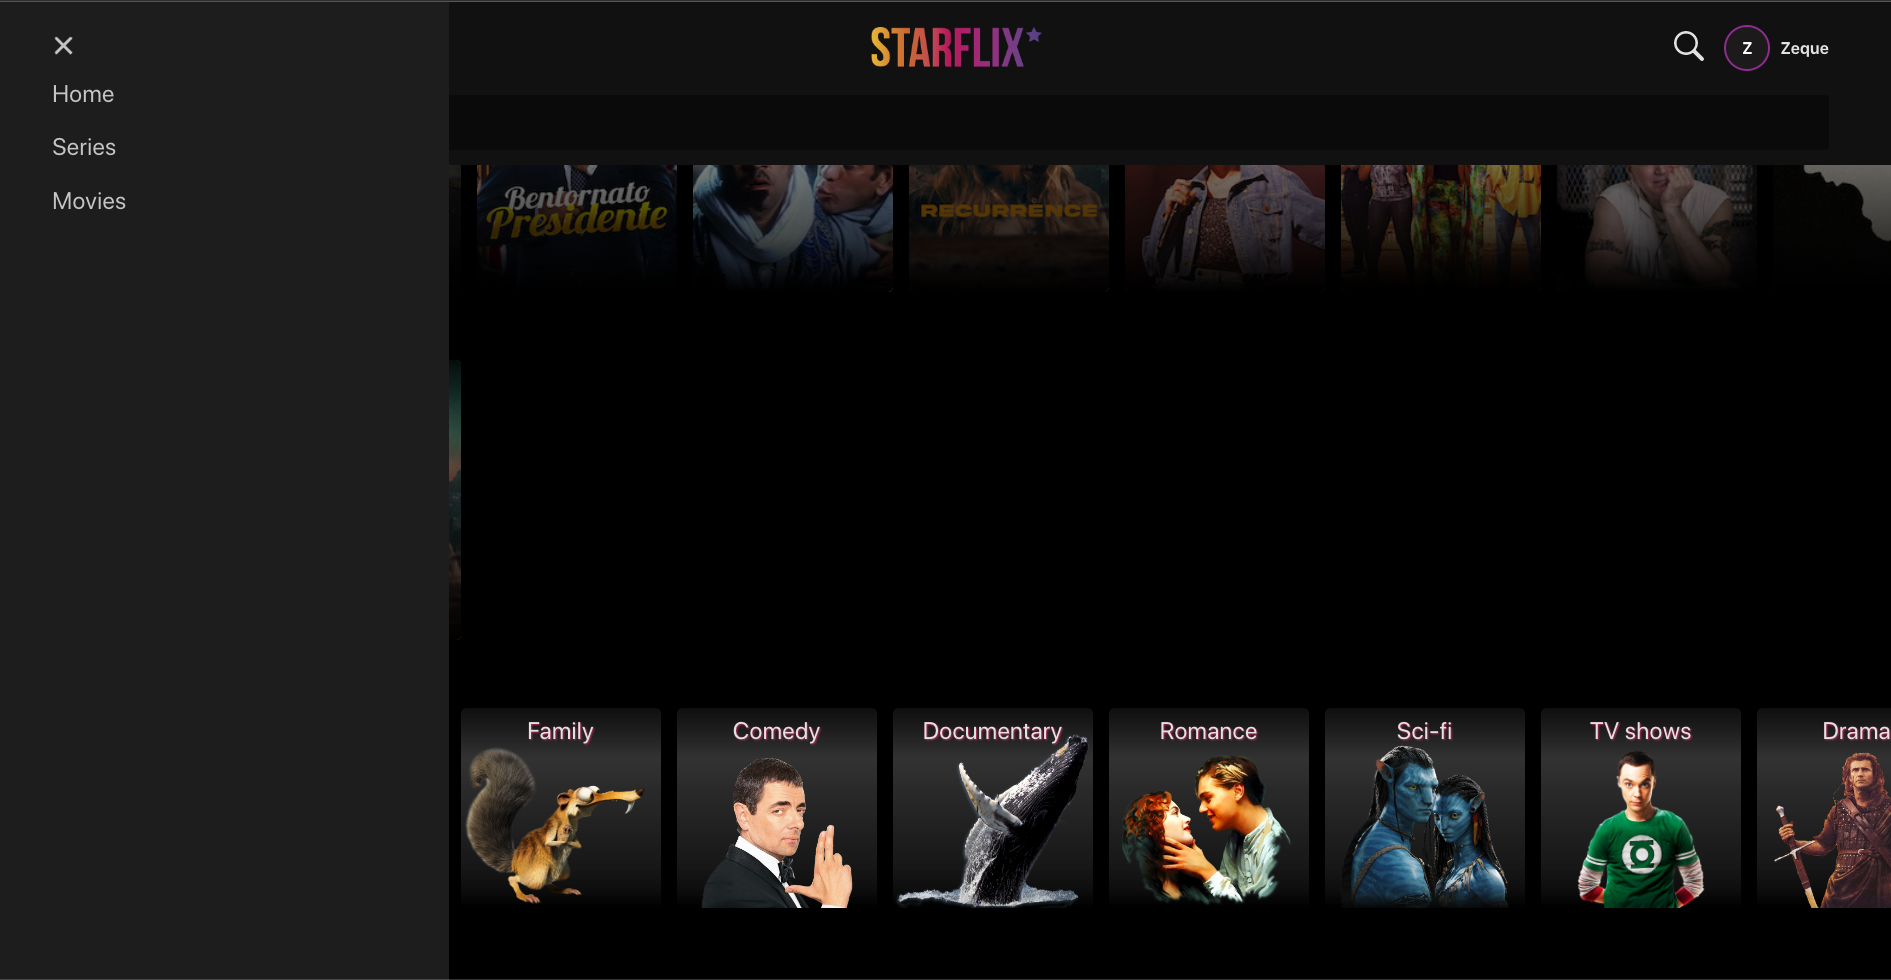 STARFLIX
Z
Zeque
Home
Series
Movies
Bentornato
Presidente
RECURRENCE
Family
Comedy
Documentary
Romance
Sci-fi
TV shows
Drama